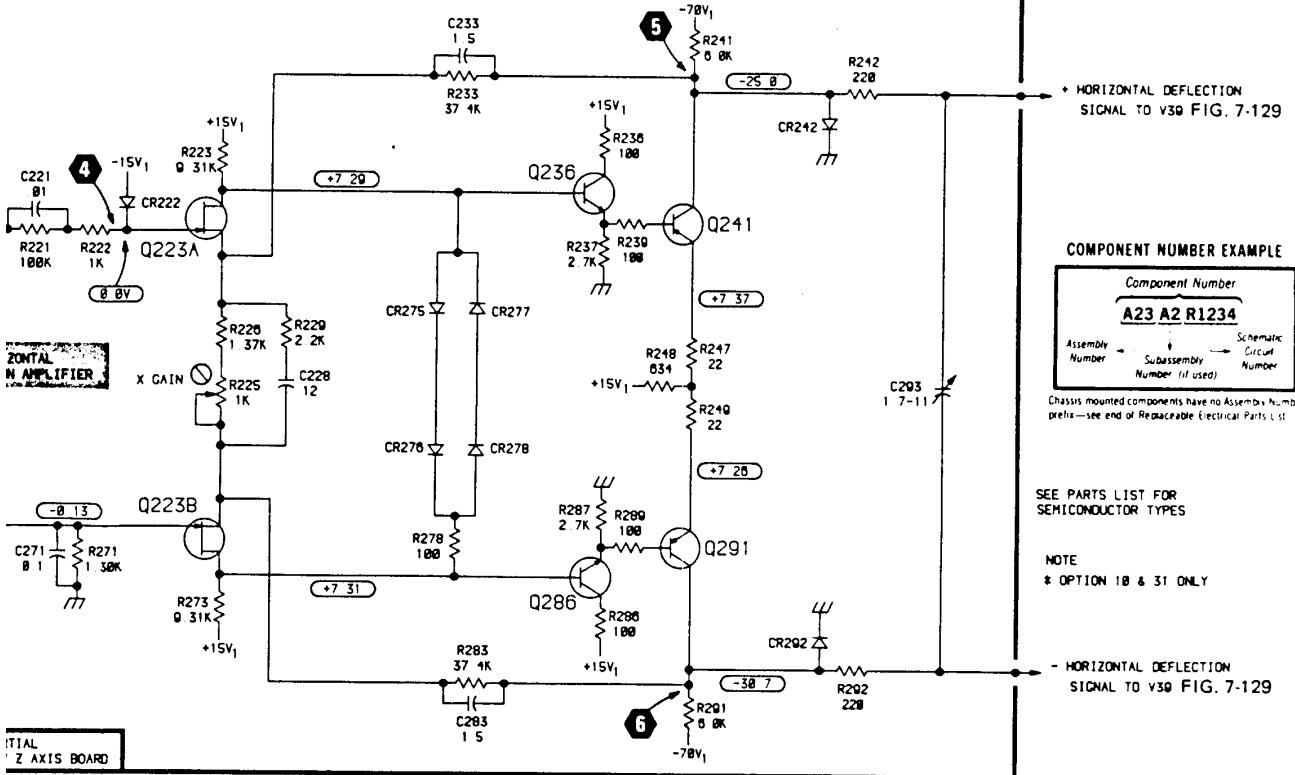 -70V1
C233
1 5
5
R241
6 0K
-25 0
R242
220
R233
37 4K
+ HORIZONTAL DEFLECTION
SIGNAL TO V39 FIG. 7-129
CR242
+15V1
R223
9 31K
+15V1
R236
100
4
-15V1
C221
01
CR222
+7 29
Q236
Q241
R221
100K
R222
1K
Q223A
R237
2.7K
R239
100
0 0V
COMPONENT NUMBER EXAMPLE
Component Number
A23 A2 R1234
Assembly
Number
Subassembly
Number (if used)
Schematic
Circuit
Number
Chassis mounted components have no Assembly Numb
prefix—see end of Replaceable Electrical Parts List
+7 37
CR275
CR277
R226
1 37K
R229
2.2K
ZONTAL
N AMPLIFIER
X GAIN
R225
1K
C228
12
R248
634
R247
22
+15V1
R249
22
C293
1 7-11
CR276
CR278
+7 26
-0 13
Q223B
R287
2.7K
R289
100
Q291
SEE PARTS LIST FOR
SEMICONDUCTOR TYPES
C271
0.1
R271
1.30K
R278
100
NOTE
* OPTION 10 & 31 ONLY
+7 31
Q286
R273
9.31K
+15V1
R286
100
+15V1
CR292
R283
37 4K
C283
1 5
-30 7
R292
220
- HORIZONTAL DEFLECTION
SIGNAL TO V39 FIG. 7-129
6
R291
6 0K
-70V1
RTIAL
Z AXIS BOARD